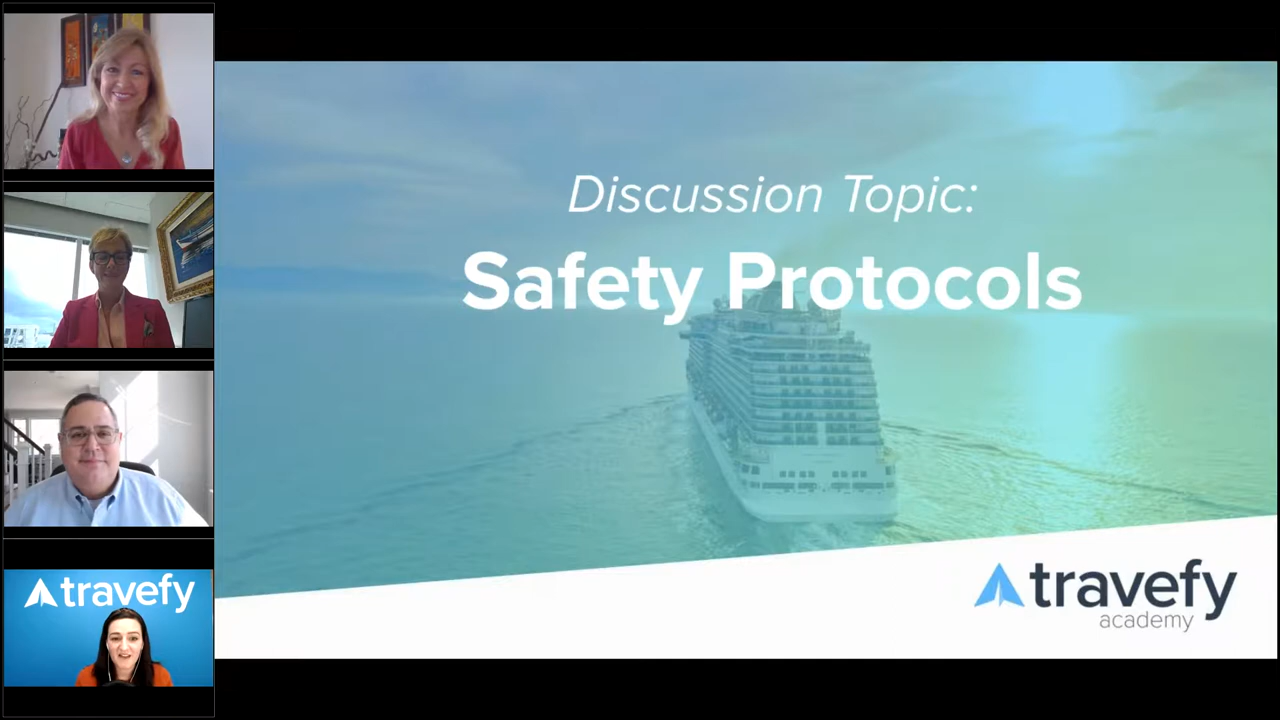 Discussion Topic:
Safety Protocols
travefy
academy
travefy